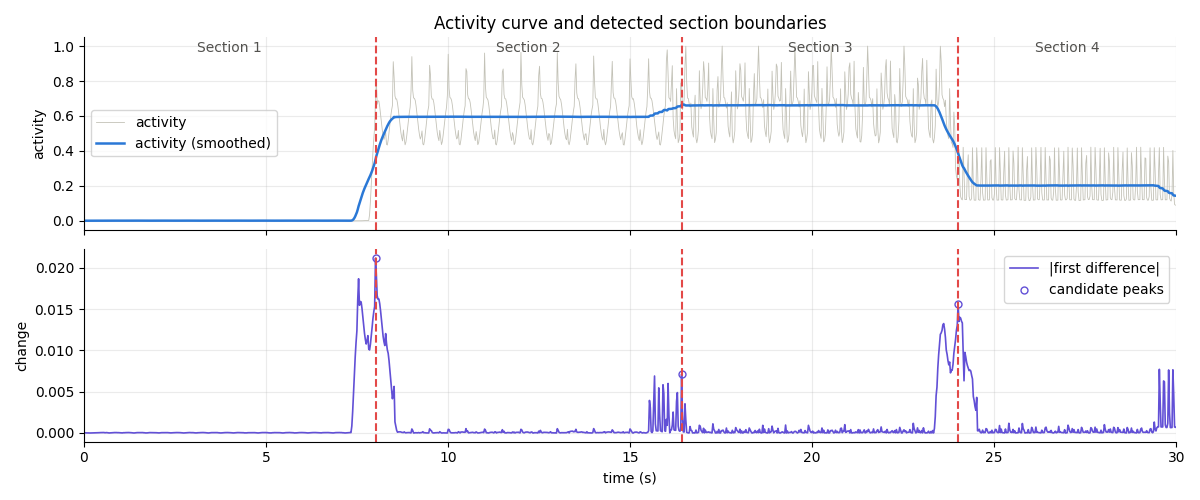 Activity curve and detected section boundaries
Section 1
Section 2
Section 3
Section 4
1.0
0.8
0.6
0.4
0.2
0.0
activity
activity
activity (smoothed)
0.020
0.015
0.010
0.005
0.000
change
|first difference|
candidate peaks
0
5
10
15
20
25
30
time (s)